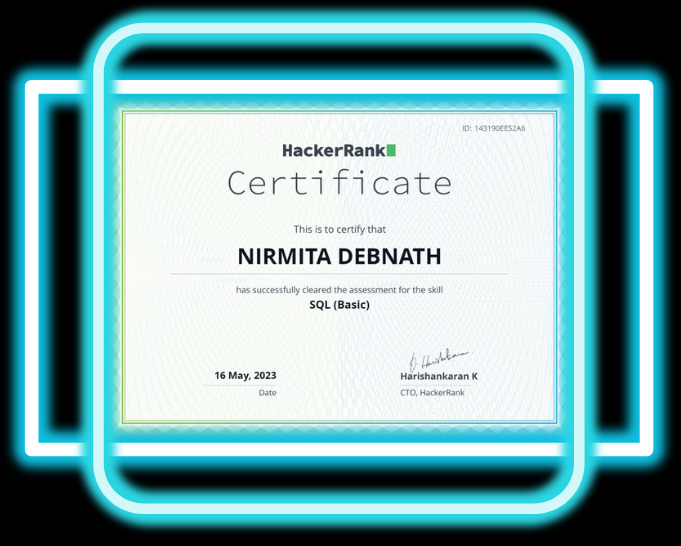 ID: 143190EE52A6
HackerRank
Certificate
This is to certify that
NIRMITA DEBNATH
has successfully cleared the assessment for the skill
SQL (Basic)
16 May, 2023
Date
Harishankaran K
CTO, HackerRank